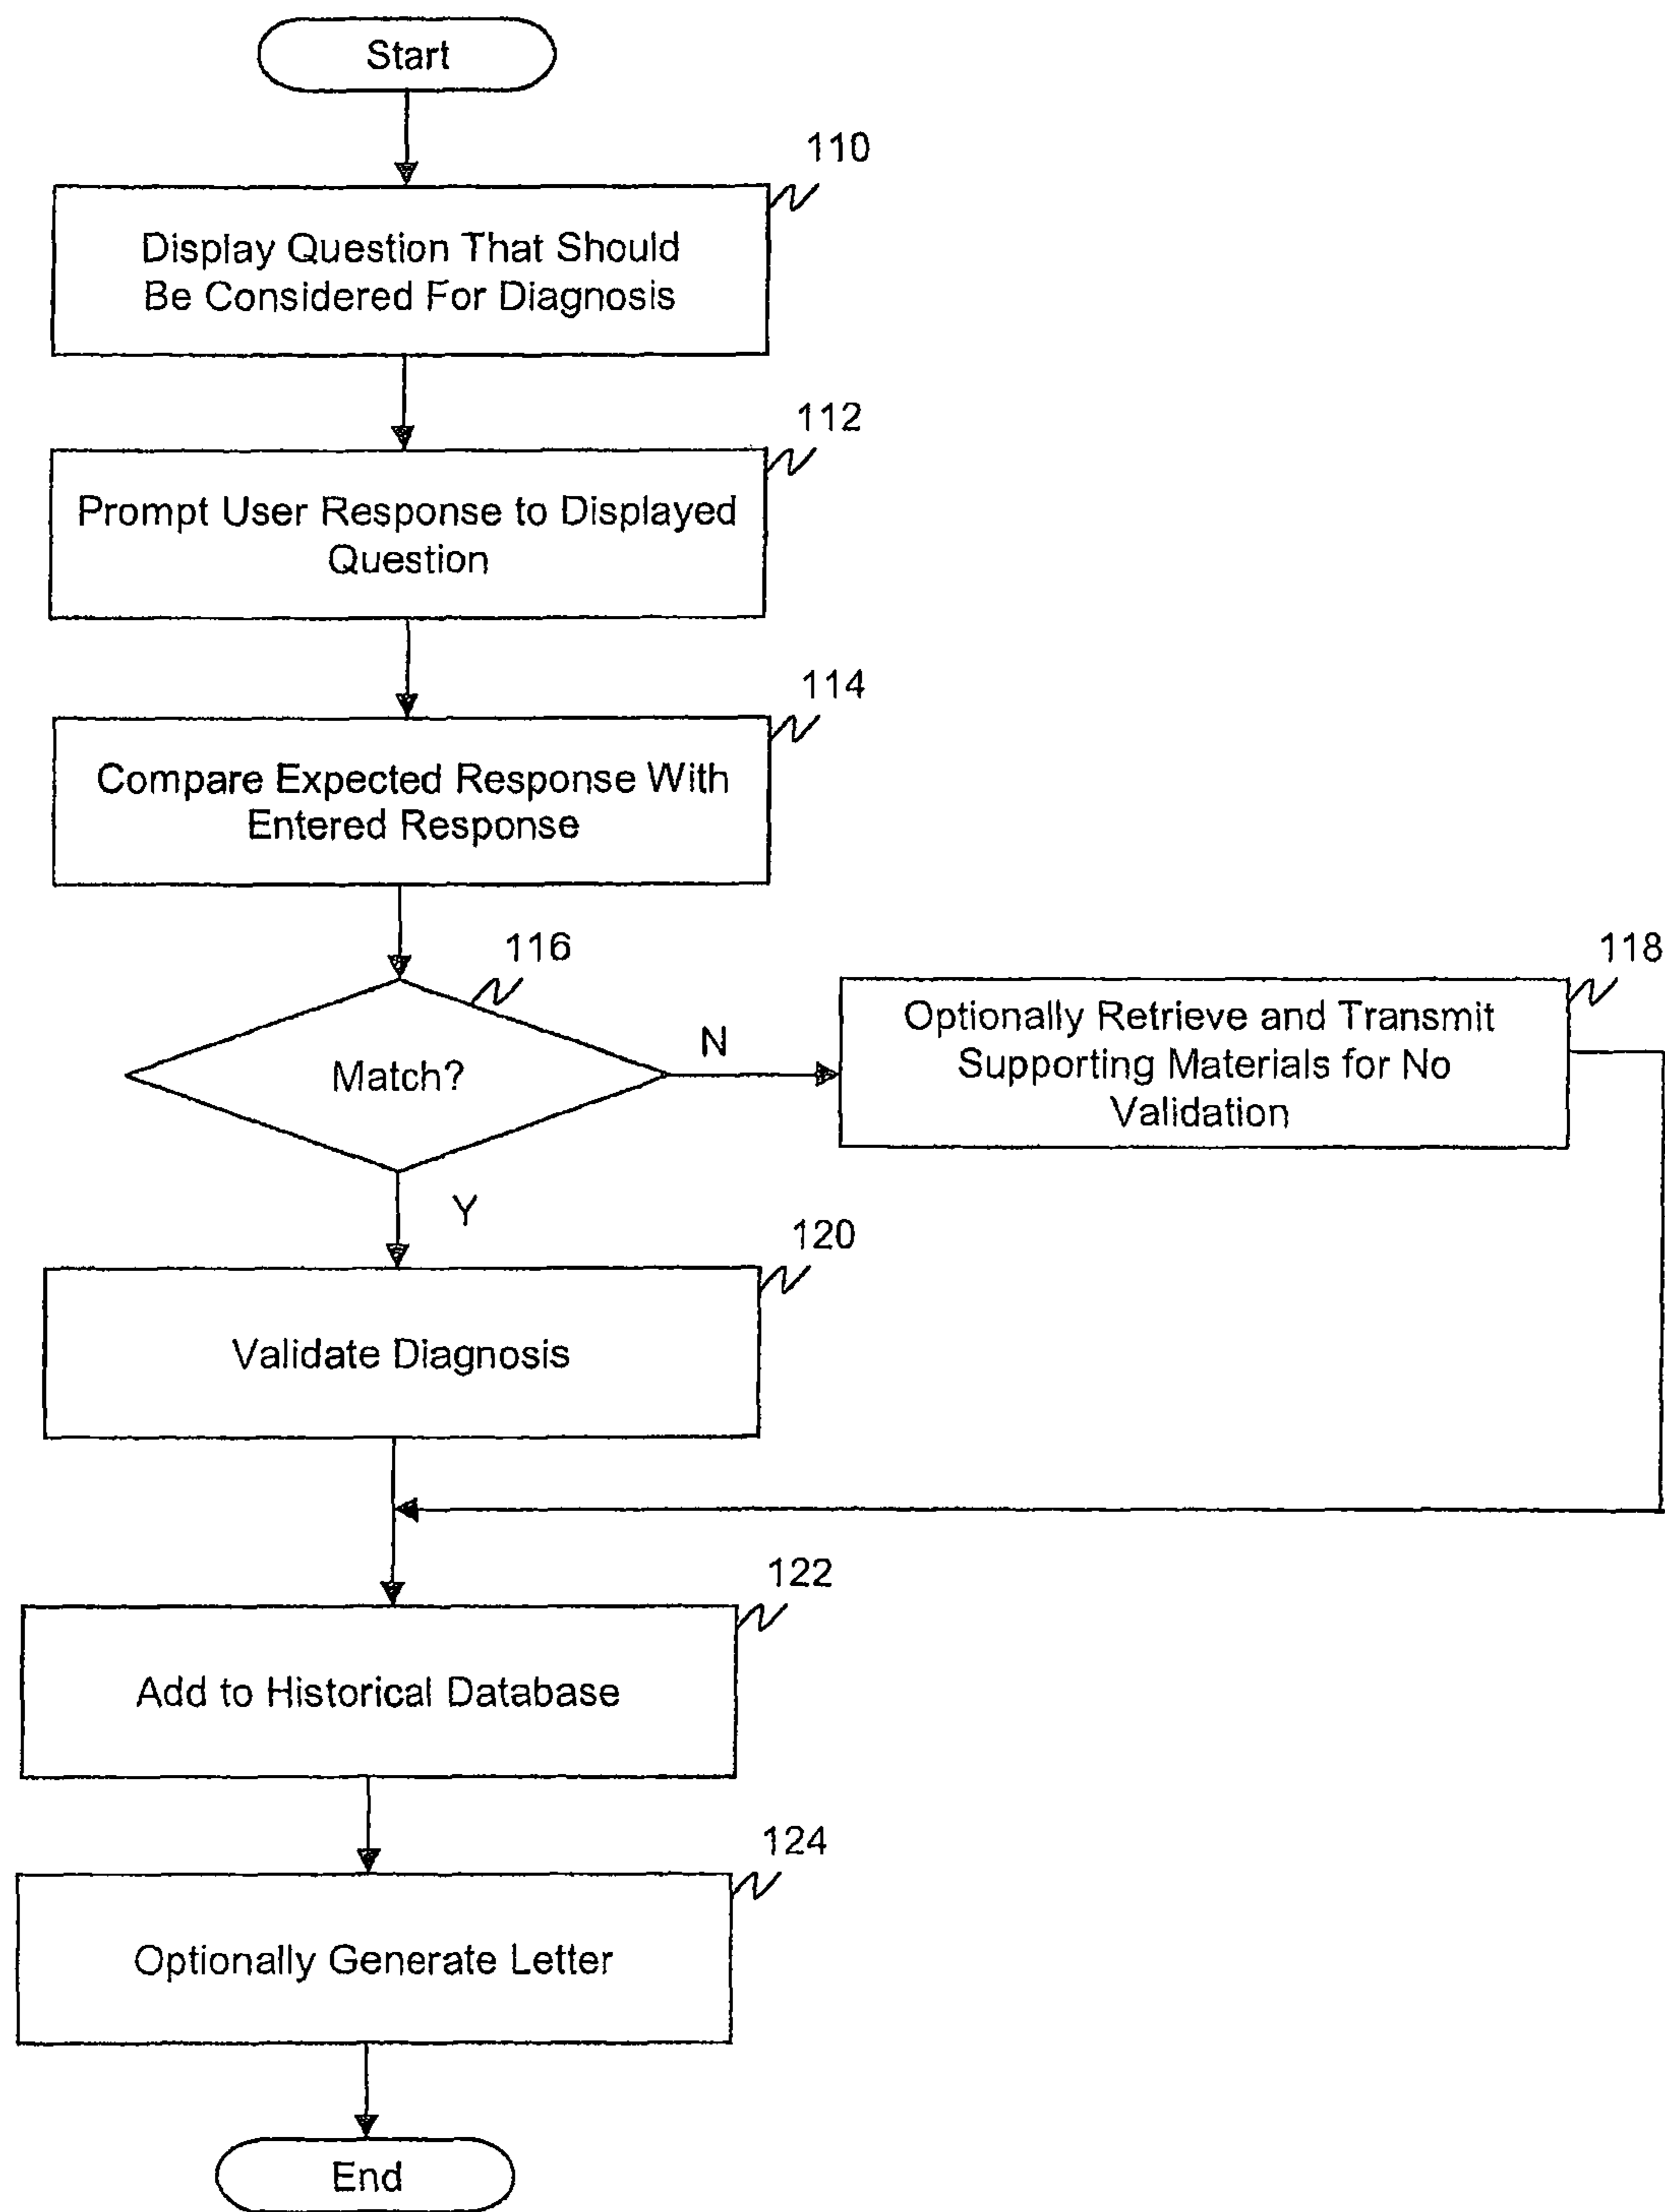 Start
110
Display Question That Should
Be Considered For Diagnosis
112
Prompt User Response to Displayed
Question
114
Compare Expected Response With
Entered Response
116
Match?
N
118
Optionally Retrieve and Transmit
Supporting Materials for No
Validation
Y
120
Validate Diagnosis
122
Add to Historical Database
124
Optionally Generate Letter
End